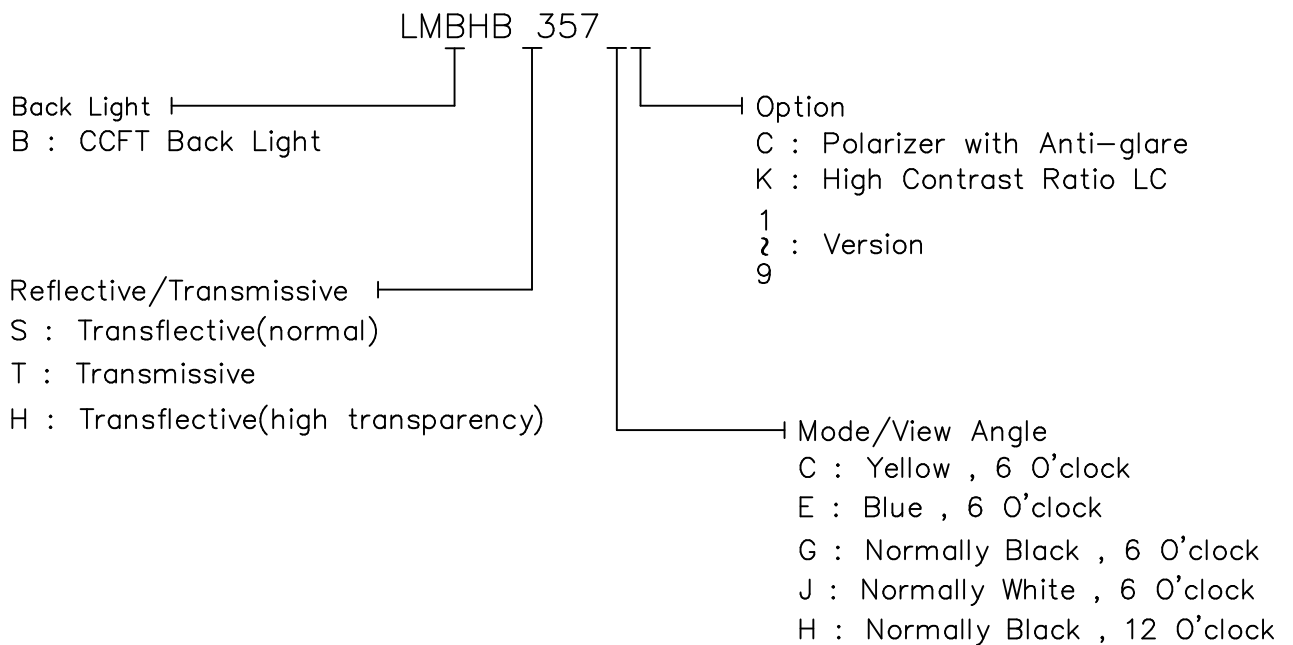 LMBHB 357
Back Light
B : CCFT Back Light
Reflective/Transmissive
S : Transflective(normal)
T : Transmissive
H : Transflective(high transparency)
Option
C : Polarizer with Anti-glare
K : High Contrast Ratio LC
1
~ : Version
9
Mode/View Angle
C : Yellow , 6 O'clock
E : Blue , 6 O'clock
G : Normally Black , 6 O'clock
J : Normally White , 6 O'clock
H : Normally Black , 12 O'clock